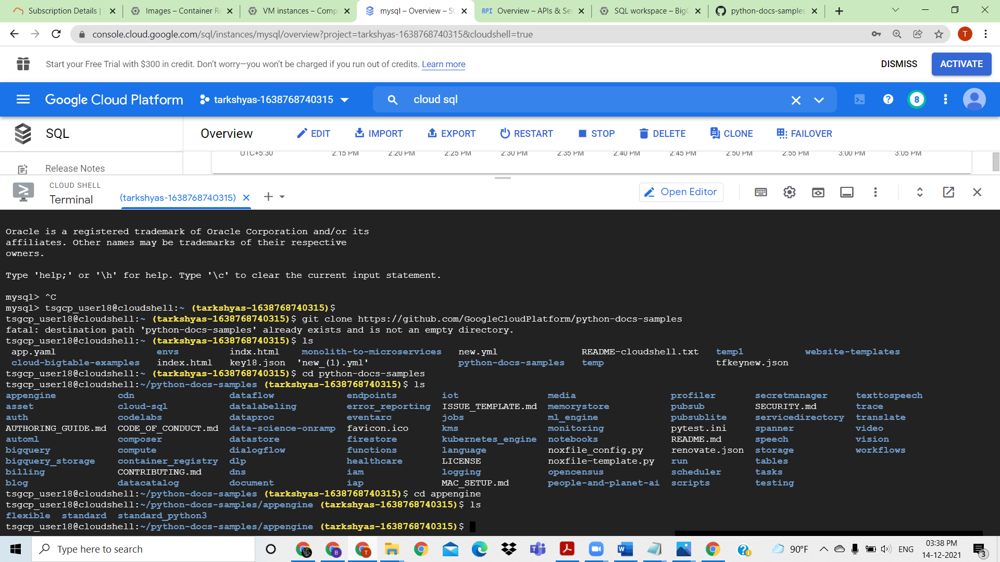 Subscription Details |
Images – Container Re
VM instances – Comp
mysql – Overview – SQ
API Overview – APIs & Ser
SQL workspace – BigQ
python-docs-samples
console.cloud.google.com/sql/instances/mysql/overview?project=tarkshyas-1638768740315&cloudshell=true
T
Start your Free Trial with $300 in credit. Don't worry—you won't be charged if you run out of credits. Learn more
DISMISS
ACTIVATE
Google Cloud Platform
tarkshyas-1638768740315
cloud sql
8
SQL
Overview
EDIT
IMPORT
EXPORT
RESTART
STOP
DELETE
CLONE
FAILOVER
UTC+5:30 2:15 PM 2:20 PM 2:25 PM 2:30 PM 2:35 PM 2:40 PM 2:45 PM 2:50 PM 2:55 PM 3:00 PM 3:05 PM
Release Notes
CLOUD SHELL
Terminal
(tarkshyas-1638768740315)
Open Editor
Oracle is a registered trademark of Oracle Corporation and/or its
affiliates. Other names may be trademarks of their respective
owners.
Type 'help;' or '\h' for help. Type '\c' to clear the current input statement.
mysql> ^C
mysql> tsgcp_user18@cloudshell:~ (tarkshyas-1638768740315)$
tsgcp_user18@cloudshell:~ (tarkshyas-1638768740315)$ git clone https://github.com/GoogleCloudPlatform/python-docs-samples
fatal: destination path 'python-docs-samples' already exists and is not an empty directory.
tsgcp_user18@cloudshell:~ (tarkshyas-1638768740315)$ ls
app.yaml envs indx.html monolith-to-microservices new.yml README-cloudshell.txt temp1 website-templates
cloud-bigtable-examples index.html key18.json 'new_(1).yml' python-docs-samples temp tfkeynew.json
tsgcp_user18@cloudshell:~ (tarkshyas-1638768740315)$ cd python-docs-samples
tsgcp_user18@cloudshell:~/python-docs-samples (tarkshyas-1638768740315)$ ls
appengine cdn dataflow endpoints iot media profiler secretmanager texttospeech
asset cloud-sql datalabeling error_reporting ISSUE_TEMPLATE.md memorystore pubsub SECURITY.md trace
auth codelabs dataproc eventarc jobs ml_engine pubsublite servicedirectory translate
AUTHORING_GUIDE.md CODE_OF_CONDUCT.md data-science-onramp favicon.ico kms monitoring pytest.ini spanner video
automl composer datastore firestore kubernetes_engine notebooks README.md speech vision
bigquery compute dialogflow functions language noxfile_config.py renovate.json storage workflows
bigquery_storage container_registry dlp healthcare LICENSE noxfile-template.py run tables
billing CONTRIBUTING.md dns iam logging opencensus scheduler tasks
blog datacatalog document iap MAC_SETUP.md people-and-planet-ai scripts testing
tsgcp_user18@cloudshell:~/python-docs-samples (tarkshyas-1638768740315)$ cd appengine
tsgcp_user18@cloudshell:~/python-docs-samples/appengine (tarkshyas-1638768740315)$ ls
flexible standard standard_python3
tsgcp_user18@cloudshell:~/python-docs-samples/appengine (tarkshyas-1638768740315)$
Type here to search
90°F
ENG
03:38 PM
14-12-2021
3